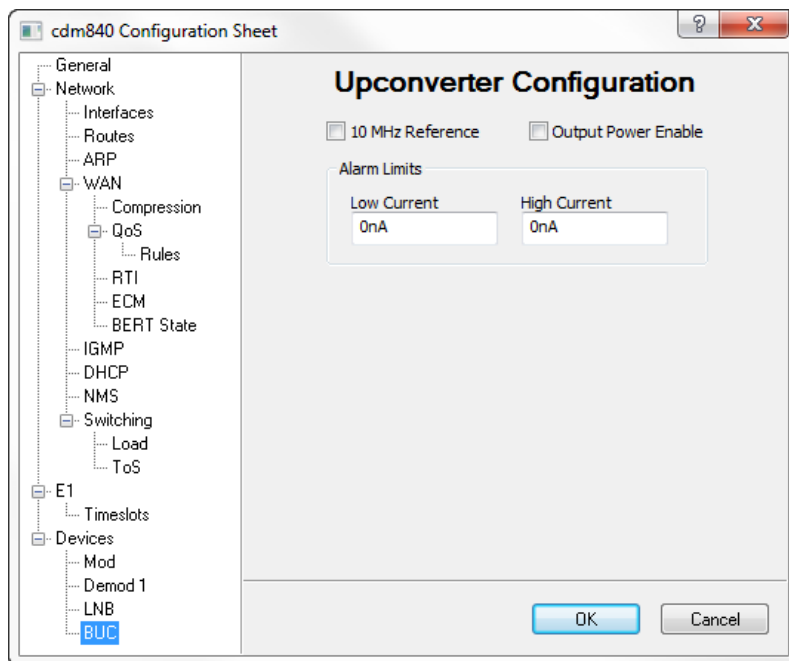 cdm840 Configuration Sheet
?
General
Network
Interfaces
Routes
ARP
WAN
Compression
QoS
Rules
RTI
ECM
BERT State
IGMP
DHCP
NMS
Switching
Load
ToS
E1
Timeslots
Devices
Mod
Demod 1
LNB
BUC
Upconverter Configuration
10 MHz Reference Output Power Enable
Alarm Limits
Low Current High Current
0nA 0nA
OK Cancel